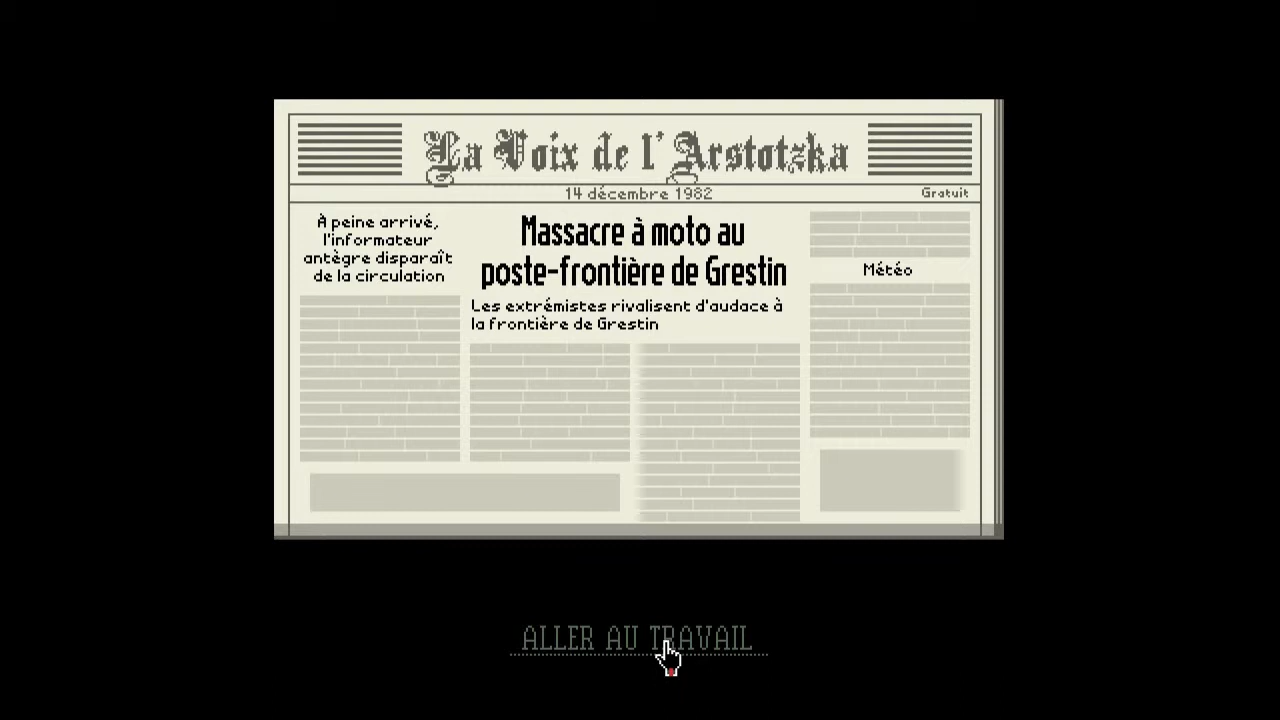 La Voix de l'Arstotzka
14 décembre 1982
Gratuit
À peine arrivé,
l'informateur
antègre disparaît
de la circulation
Massacre à moto au
poste-frontière de Grestin
Les extrémistes rivalisent d'audace à
la frontière de Grestin
Météo
ALLER AU TRAVAIL